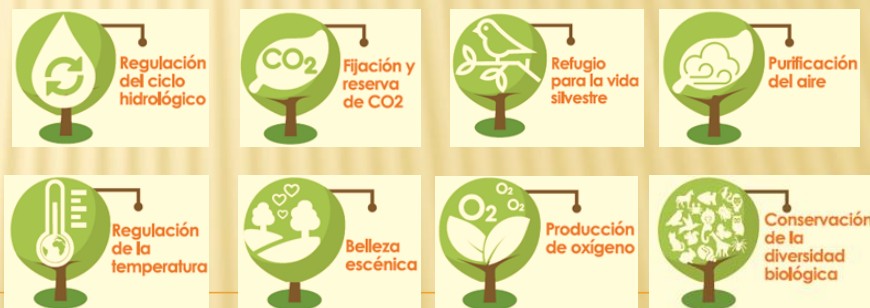 Regulación
del ciclo
hidrológico
CO2
Fijación y
reserva
de CO2
Refugio
para la vida
silvestre
Purificación
del aire
Regulación
de la
temperatura
Belleza
escénica
O2
O2
O2
Producción
de oxígeno
Conservación
de la
diversidad
biológica